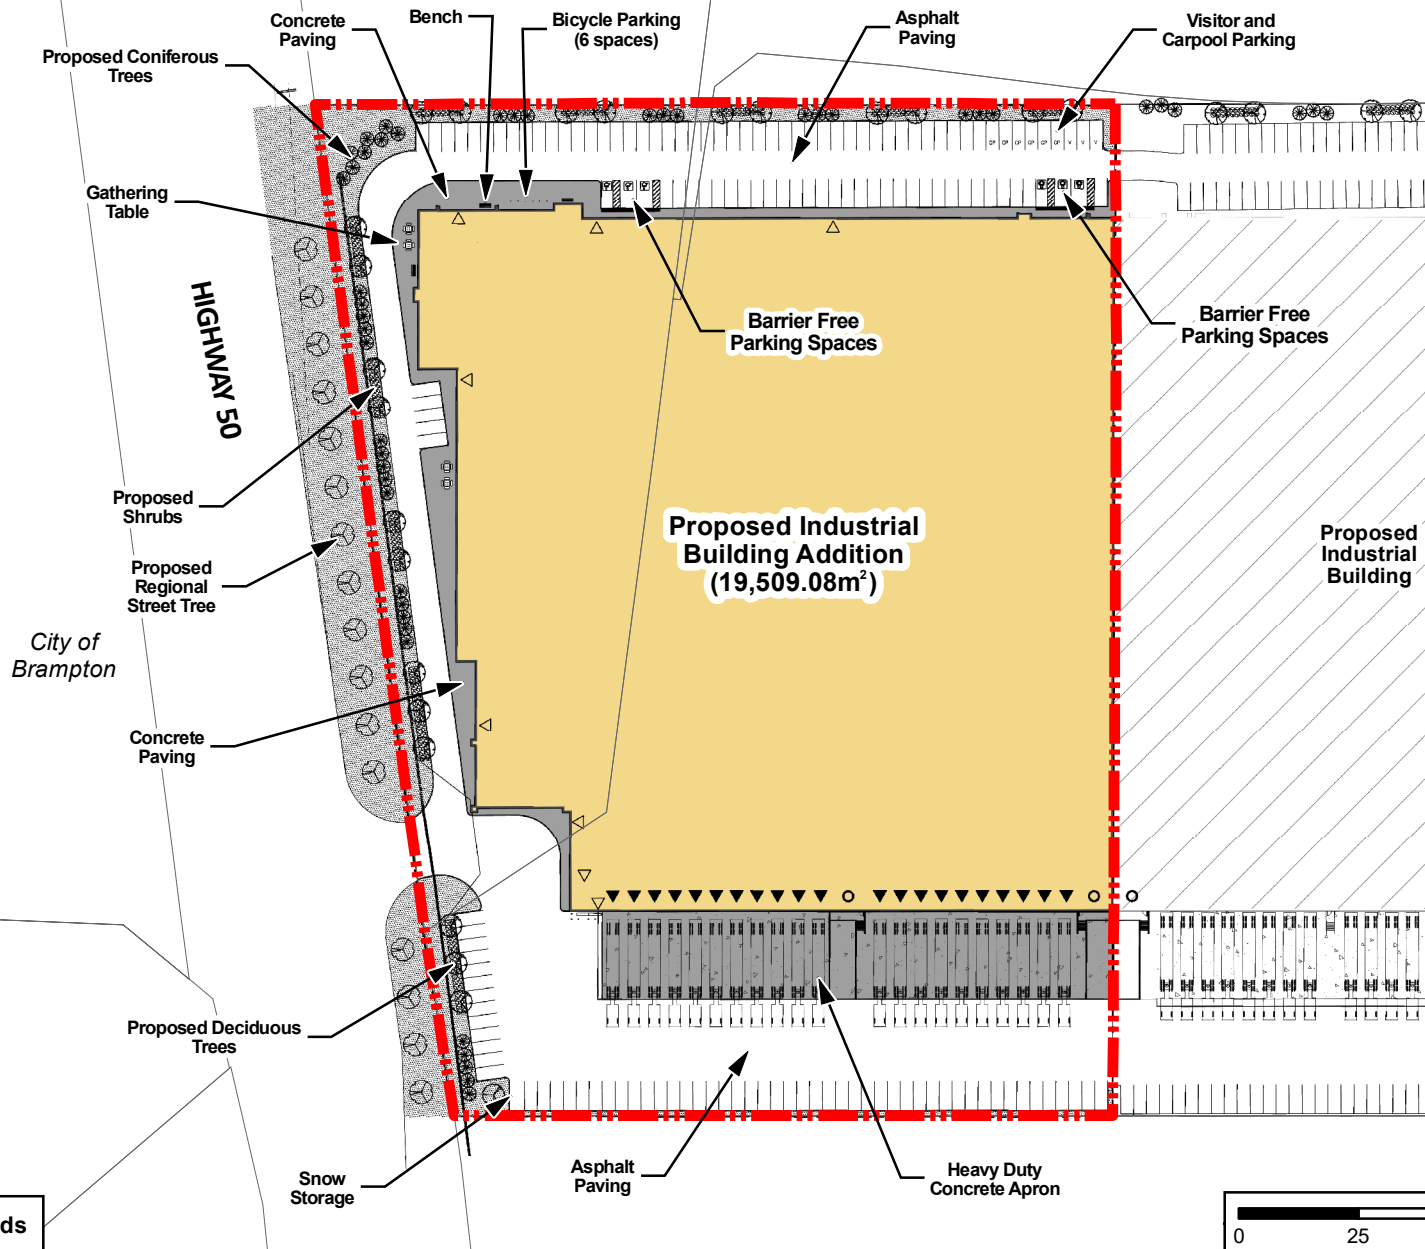 Concrete
Paving
Bench
Bicycle Parking
(6 spaces)
Asphalt
Paving
Visitor and
Carpool Parking
Proposed Coniferous
Trees
Gathering
Table
HIGHWAY 50
Barrier Free
Parking Spaces
Barrier Free
Parking Spaces
Proposed
Shrubs
Proposed Industrial
Building Addition
(19,509.08m²)
Proposed
Industrial
Building
Proposed
Regional
Street Tree
City of
Brampton
Concrete
Paving
Proposed Deciduous
Trees
Snow
Storage
Asphalt
Paving
Heavy Duty
Concrete Apron
ds
0 25